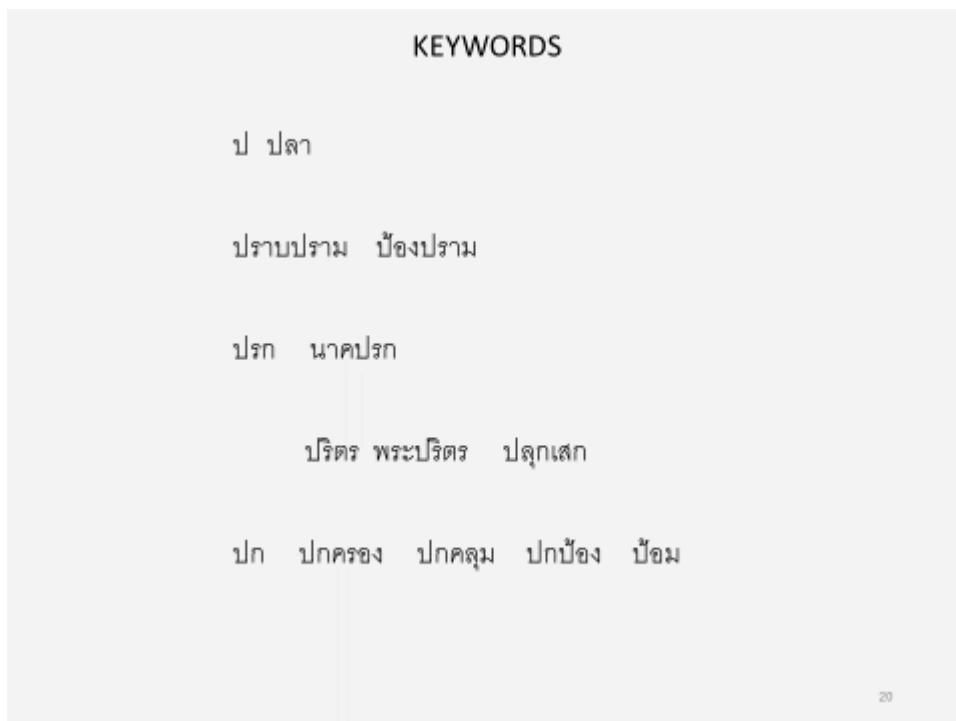 KEYWORDS
ป ปลา
ปราบปราม ป้องปราม
ปรก นาคปรก
ปริตร พระปริตร ปลุกเสก
ปก ปกครอง ปกคลุม ปกป้อง ป้อม
20